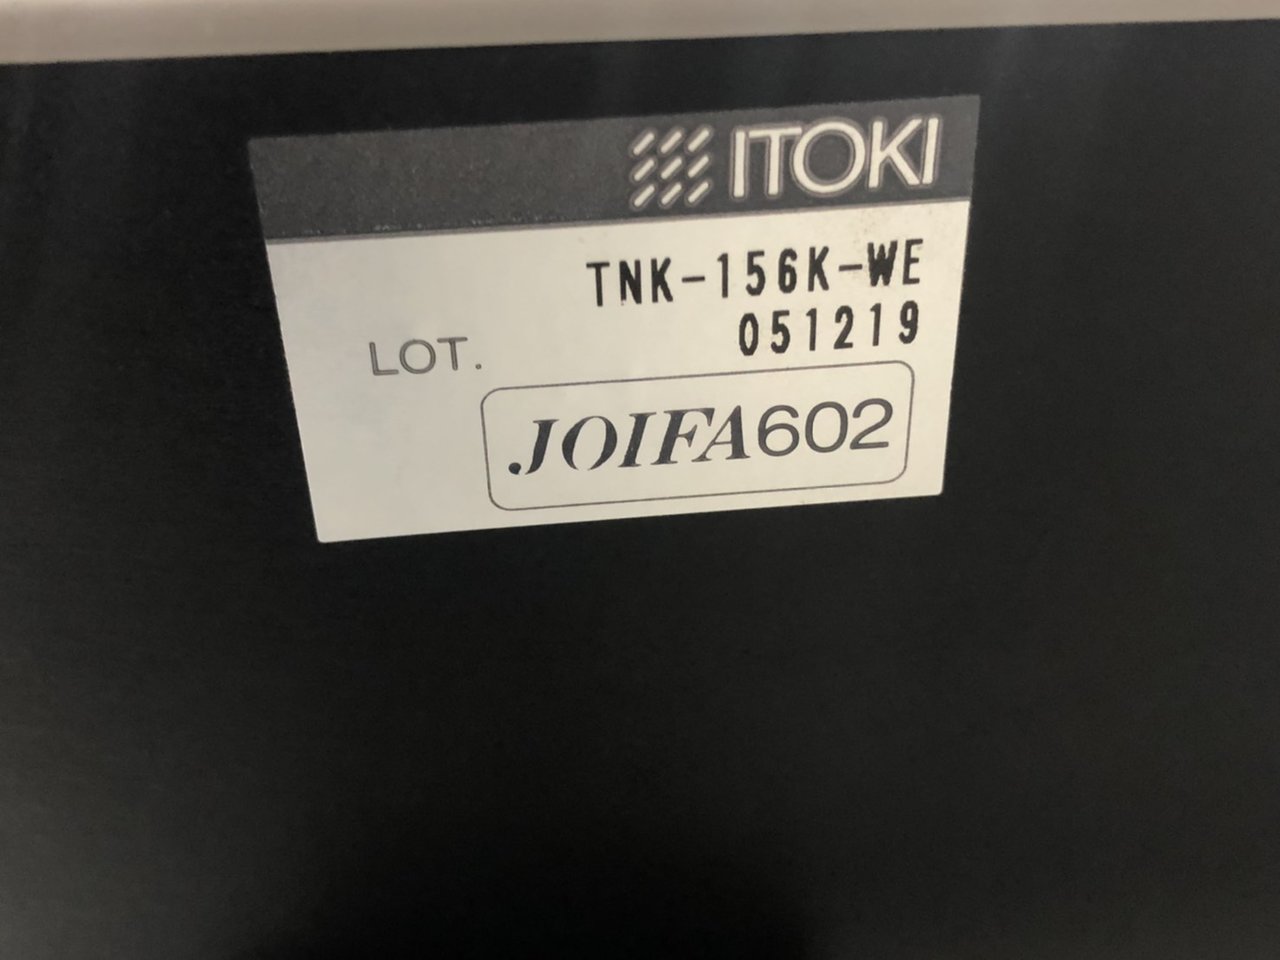 ITOKI
TNK-156K-WE
LOT. 051219
JOIFA602